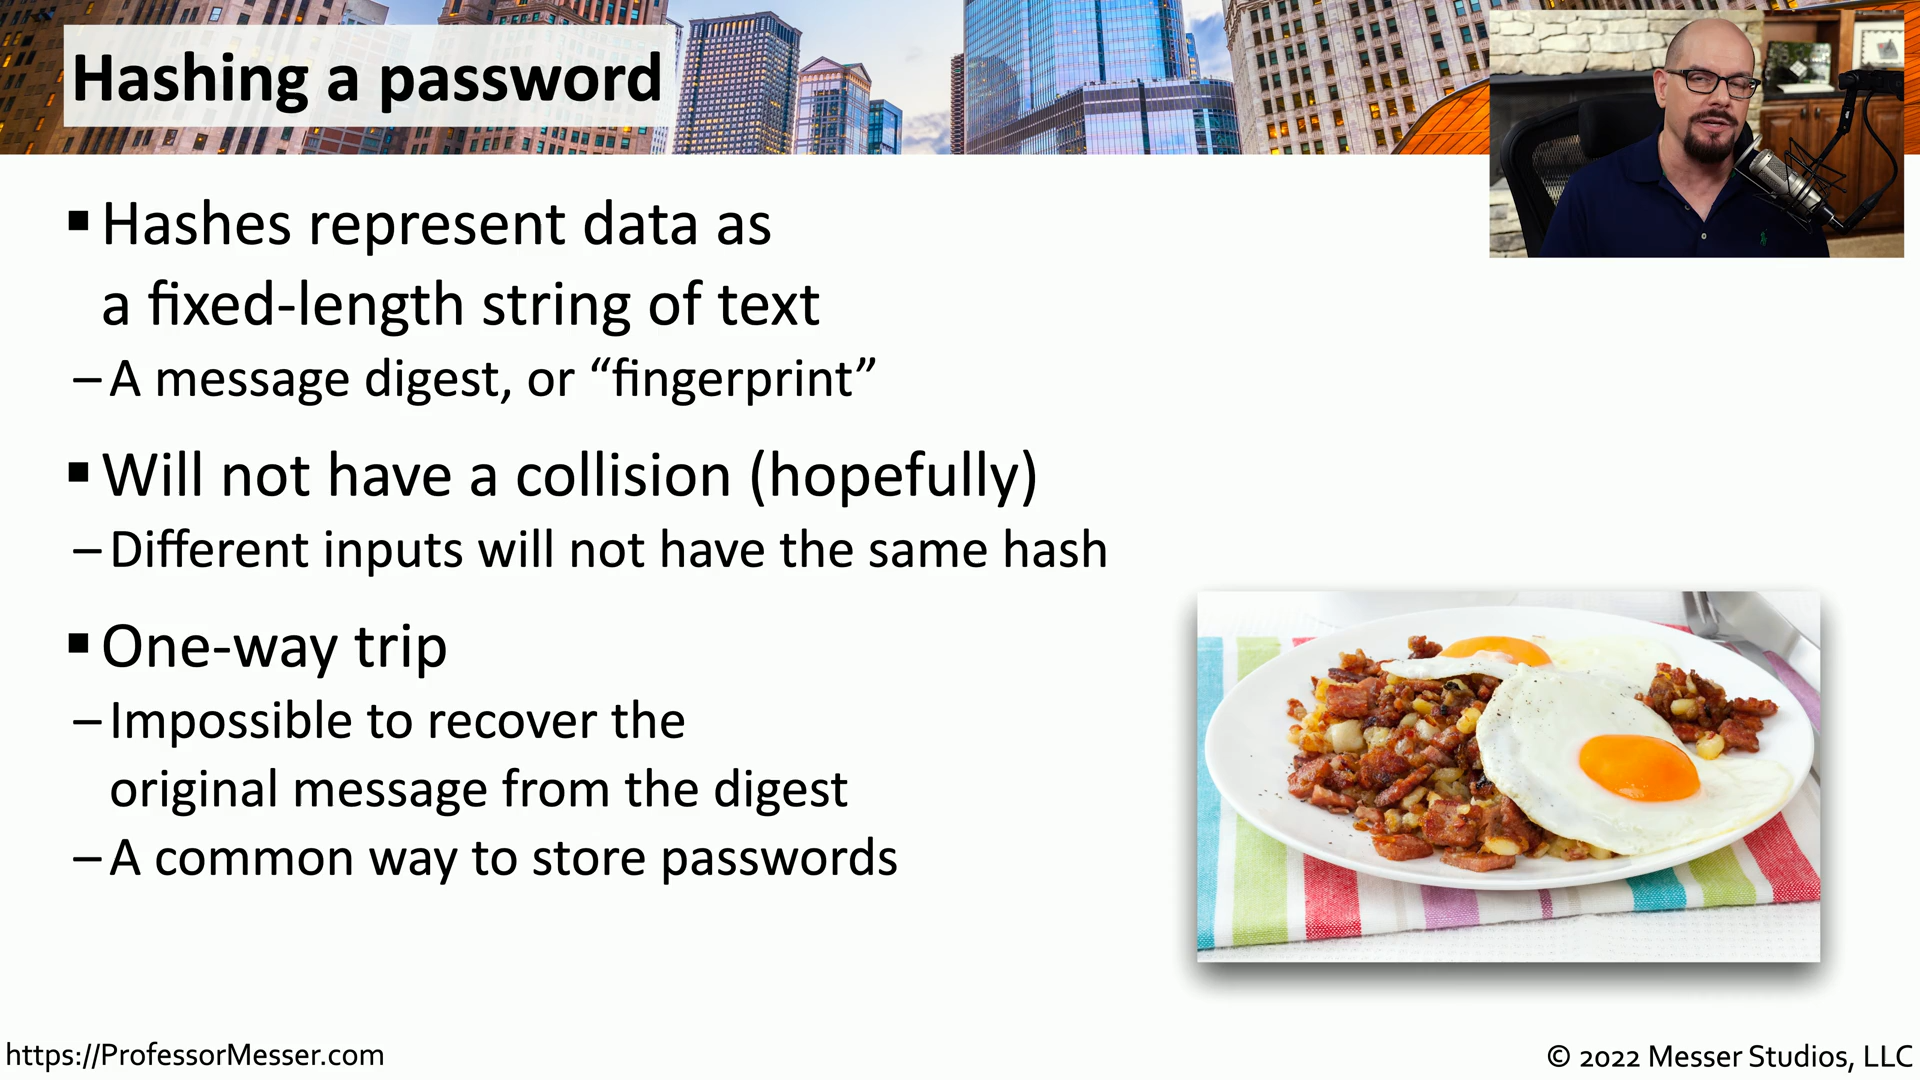 Hashing a password
▪ Hashes represent data as
a fixed-length string of text
– A message digest, or “fingerprint”
▪ Will not have a collision (hopefully)
– Different inputs will not have the same hash
▪ One-way trip
– Impossible to recover the
original message from the digest
– A common way to store passwords
https://ProfessorMesser.com
© 2022 Messer Studios, LLC